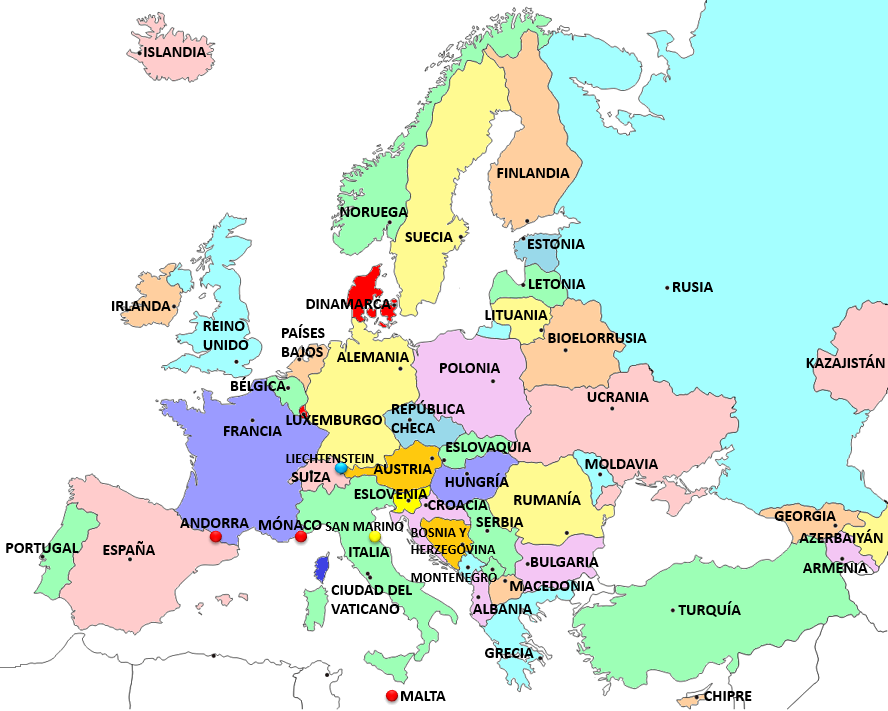 ISLANDIA
FINLANDIA
NORUEGA
SUECIA
ESTONIA
LETONIA
RUSIA
DINAMARCA
IRLANDA
LITUANIA
REINO
UNIDO
PAÍSES
BAJOS
BIOELORRUSIA
ALEMANIA
POLONIA
KAZAJISTÁN
BÉLGICA
UCRANIA
LUXEMBURGO
REPÚBLICA
CHECA
FRANCIA
ESLOVAQUIA
LIECHTENSTEIN
AUSTRIA
MOLDAVIA
SUIZA
HUNGRÍA
ESLOVENIA
RUMANÍA
CROACIA
GEORGIA
ANDORRA
MÓNACO
SAN MARINO
SERBIA
BOSNIA Y
HERZEGOVINA
AZERBAIYÁN
PORTUGAL
ESPAÑA
ITALIA
BULGARIA
ARMENIA
MONTENEGRO
MACEDONIA
CIUDAD DEL
VATICANO
ALBANIA
TURQUÍA
GRECIA
MALTA
CHIPRE